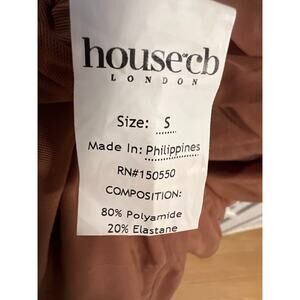 house of cb
LONDON
Size: S
Made In: Philippines
RN#150550
COMPOSITION:
80% Polyamide
20% Elastane